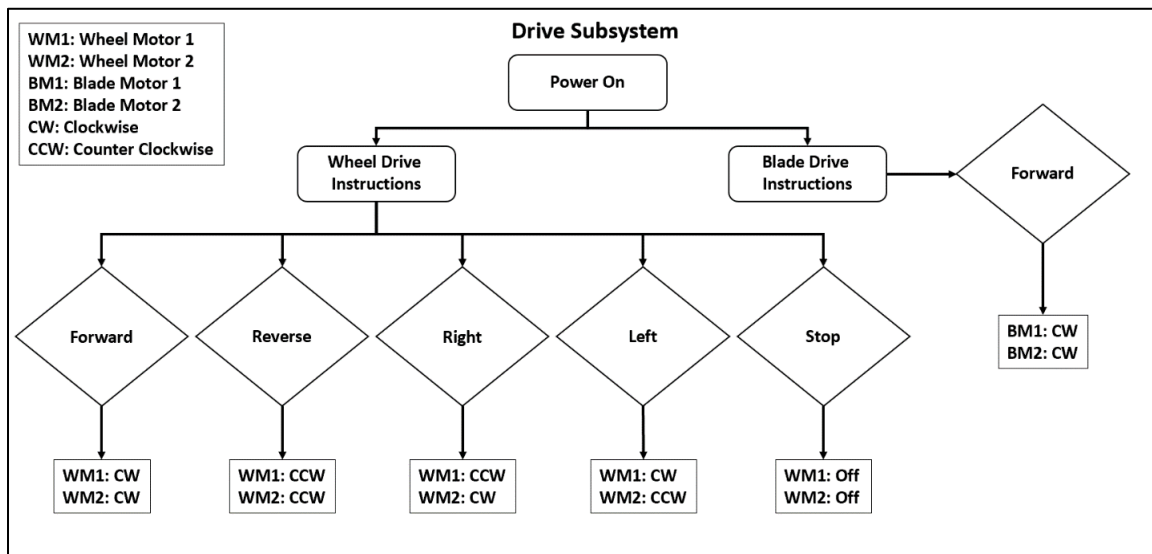 Drive Subsystem
WM1: Wheel Motor 1
WM2: Wheel Motor 2
BM1: Blade Motor 1
BM2: Blade Motor 2
CW: Clockwise
CCW: Counter Clockwise
Power On
Wheel Drive
Instructions
Blade Drive
Instructions
Forward
BM1: CW
BM2: CW
Forward
Reverse
Right
Left
Stop
WM1: CW
WM2: CW
WM1: CCW
WM2: CCW
WM1: CCW
WM2: CW
WM1: CW
WM2: CCW
WM1: Off
WM2: Off